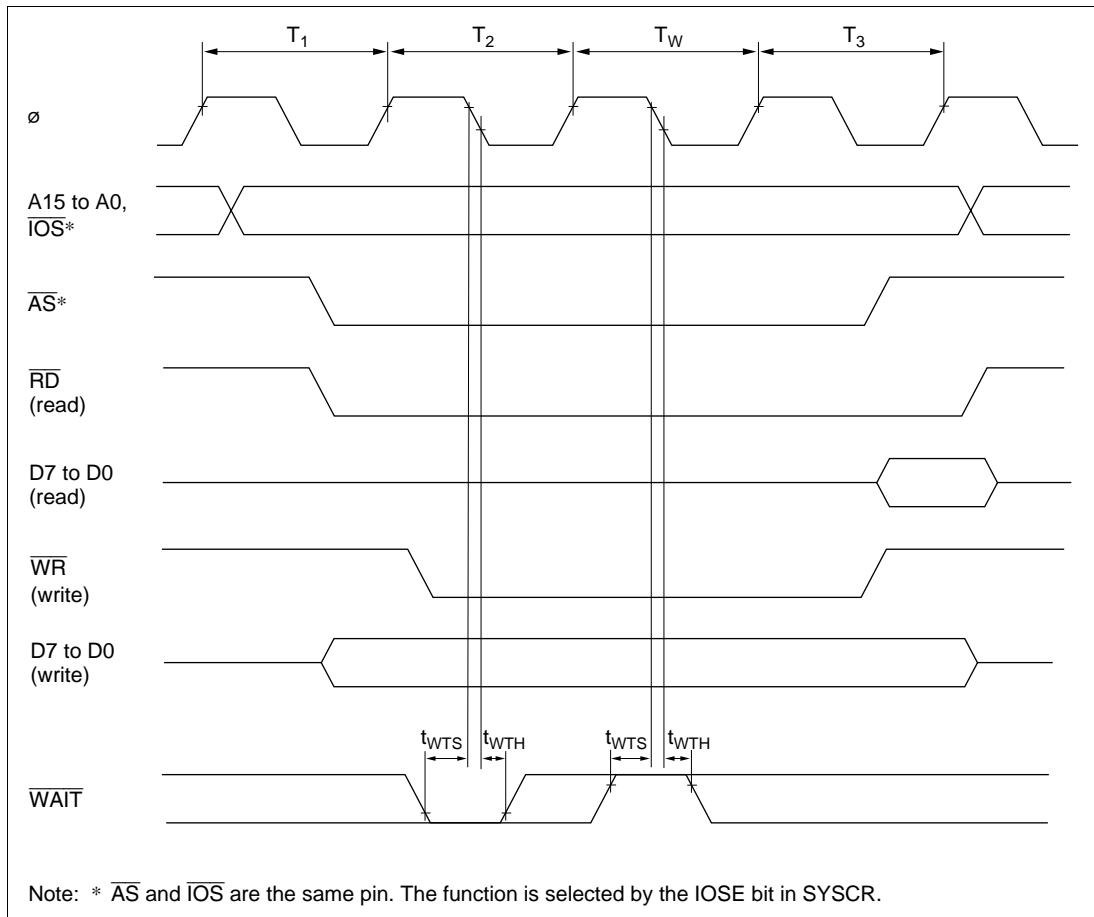 T1 T2 TW T3
ø
A15 to A0,
IOS*
AS*
RD
(read)
D7 to D0
(read)
WR
(write)
D7 to D0
(write)
tWTS tWTH tWTS tWTH
WAIT
Note: * AS and IOS are the same pin. The function is selected by the IOSE bit in SYSCR.